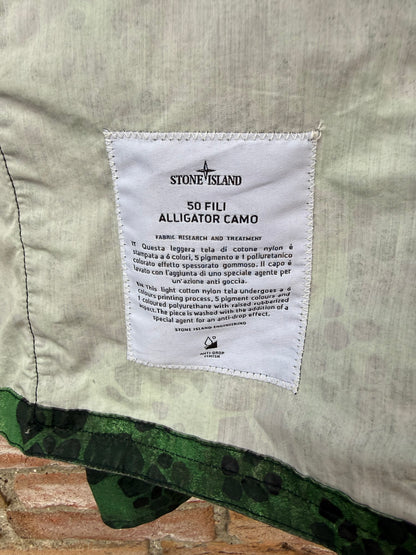 STONE ISLAND
50 FILI
ALLIGATOR CAMO
FABRIC RESEARCH AND TREATMENT
IT Questa leggera tela di cotone nylon è
stampata a 6 colori, 5 pigmento e 1 poliuretanico
colorato effetto spessorato gommoso. Il capo è
lavato con l'aggiunta di uno speciale agente per
un'azione anti goccia.
EN This light cotton nylon tela undergoes a 6
colours printing process, 5 pigment colours and
1 coloured polyurethane with raised rubberized
aspect. The piece is washed with the addition of a
special agent for an anti-drop effect.
STONE ISLAND ENGINEERING
ANTI-DROP